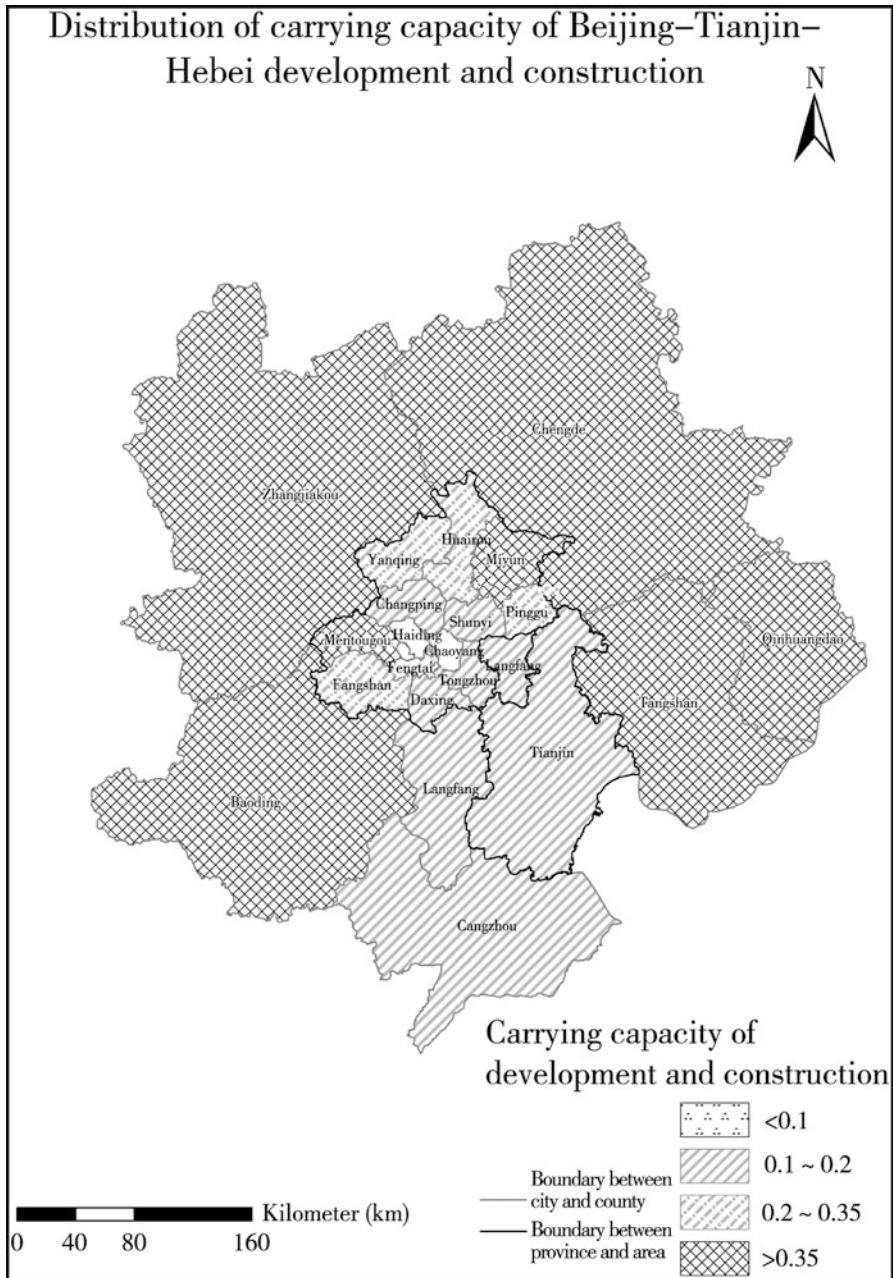 Distribution of carrying capacity of Beijing–Tianjin–
Hebei development and construction
N
Chengde
Zhangjiakou
Huairou
Yanqing
Miyun
Changping
Pinggu
Shunyi
Haiding
Mentougou
Qinhuangdao
Chaoyang
Langfang
Fengtai
Tongzhou
Fangshan
Fangshan
Daxing
Tianjin
Langfang
Baoding
Cangzhou
Carrying capacity of
development and construction
<0.1
0.1 ~ 0.2
0.2 ~ 0.35
>0.35
Boundary between
city and county
Boundary between
province and area
Kilometer (km)
0 40 80 160